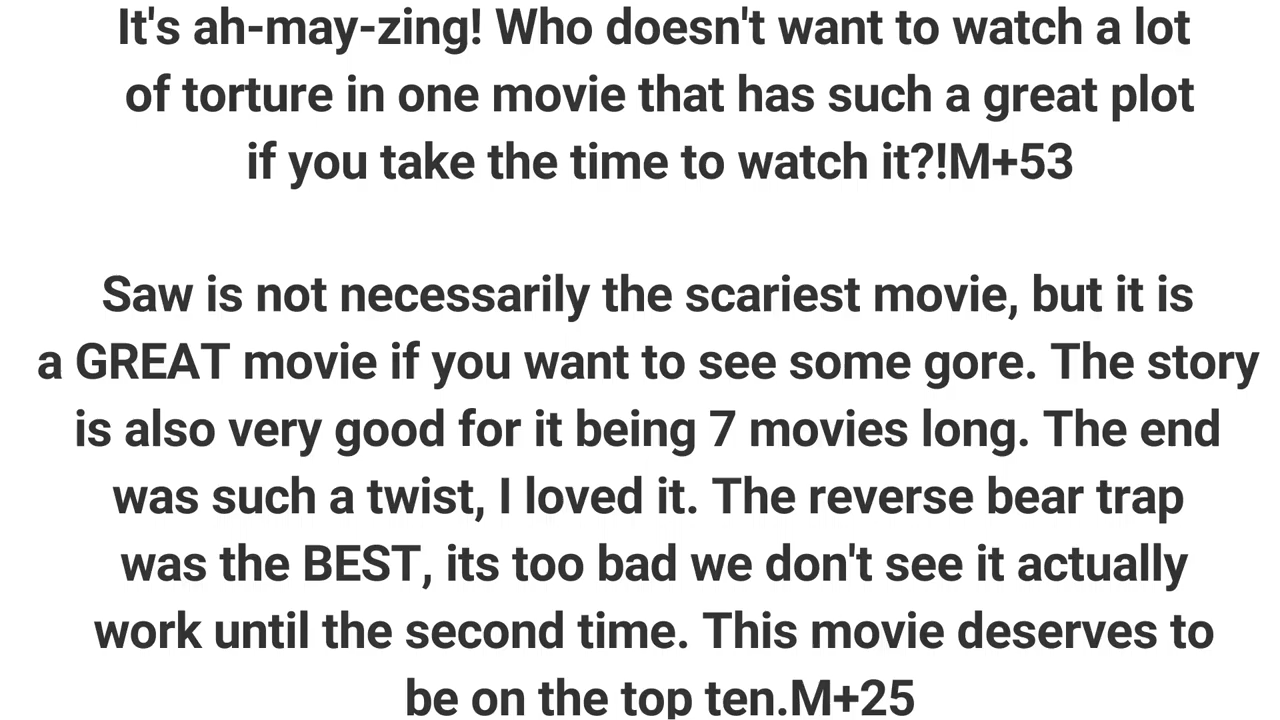 It's ah-may-zing! Who doesn't want to watch a lot
of torture in one movie that has such a great plot
if you take the time to watch it?!M+53
Saw is not necessarily the scariest movie, but it is
a GREAT movie if you want to see some gore. The story
is also very good for it being 7 movies long. The end
was such a twist, I loved it. The reverse bear trap
was the BEST, its too bad we don't see it actually
work until the second time. This movie deserves to
be on the top ten.M+25